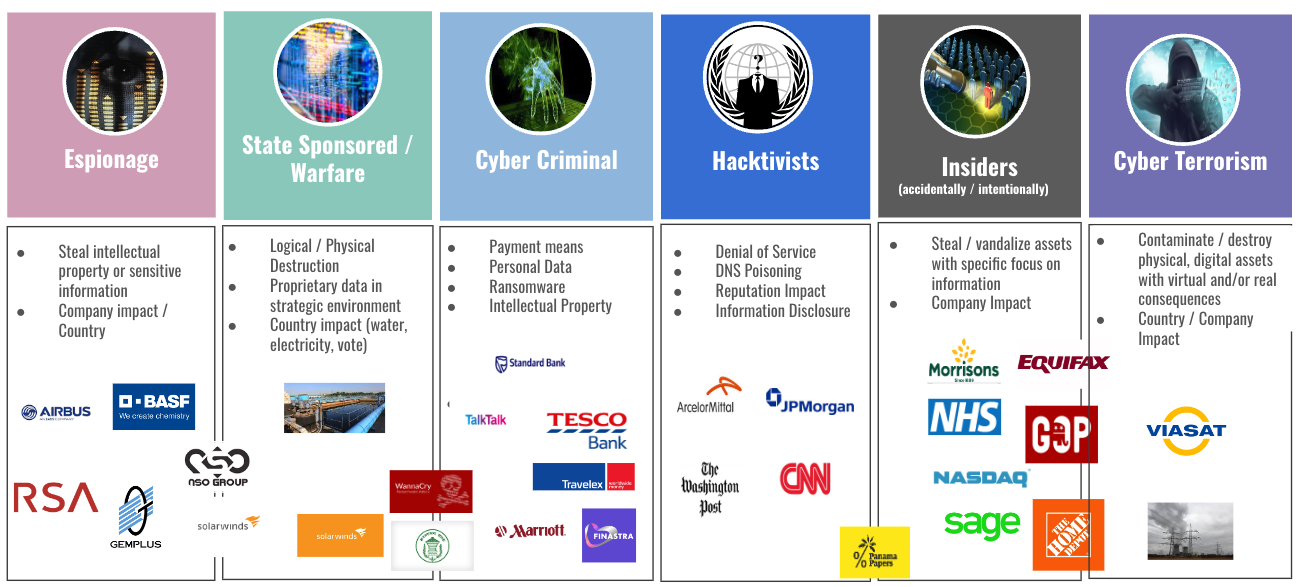 Espionage
State Sponsored /
Warfare
Cyber Criminal
Hacktivists
Insiders
(accidentally / intentionally)
Cyber Terrorism
Steal intellectual
property or sensitive
information
Company impact /
Country
AIRBUS
BASF
We create chemistry
RSA
GEMPLUS
NSO GROUP
solarwinds
Logical / Physical
Destruction
Proprietary data in
strategic environment
Country impact (water,
electricity, vote)
solarwinds
WannaCry
Payment means
Personal Data
Ransomware
Intellectual Property
Standard Bank
TalkTalk
TESCO
Bank
Travelex
worldwide
money
Marriott
FINASTRA
Denial of Service
DNS Poisoning
Reputation Impact
Information Disclosure
ArcelorMittal
JPMorgan
The
Washington
Post
CNN
Panama
Papers
Steal / vandalize assets
with specific focus on
information
Company Impact
Morrisons
Since 1899
EQUIFAX
NHS
GOP
NASDAQ
sage
THE
HOME
DEPOT
Contaminate / destroy
physical, digital assets
with virtual and/or real
consequences
Country / Company
Impact
VIASAT